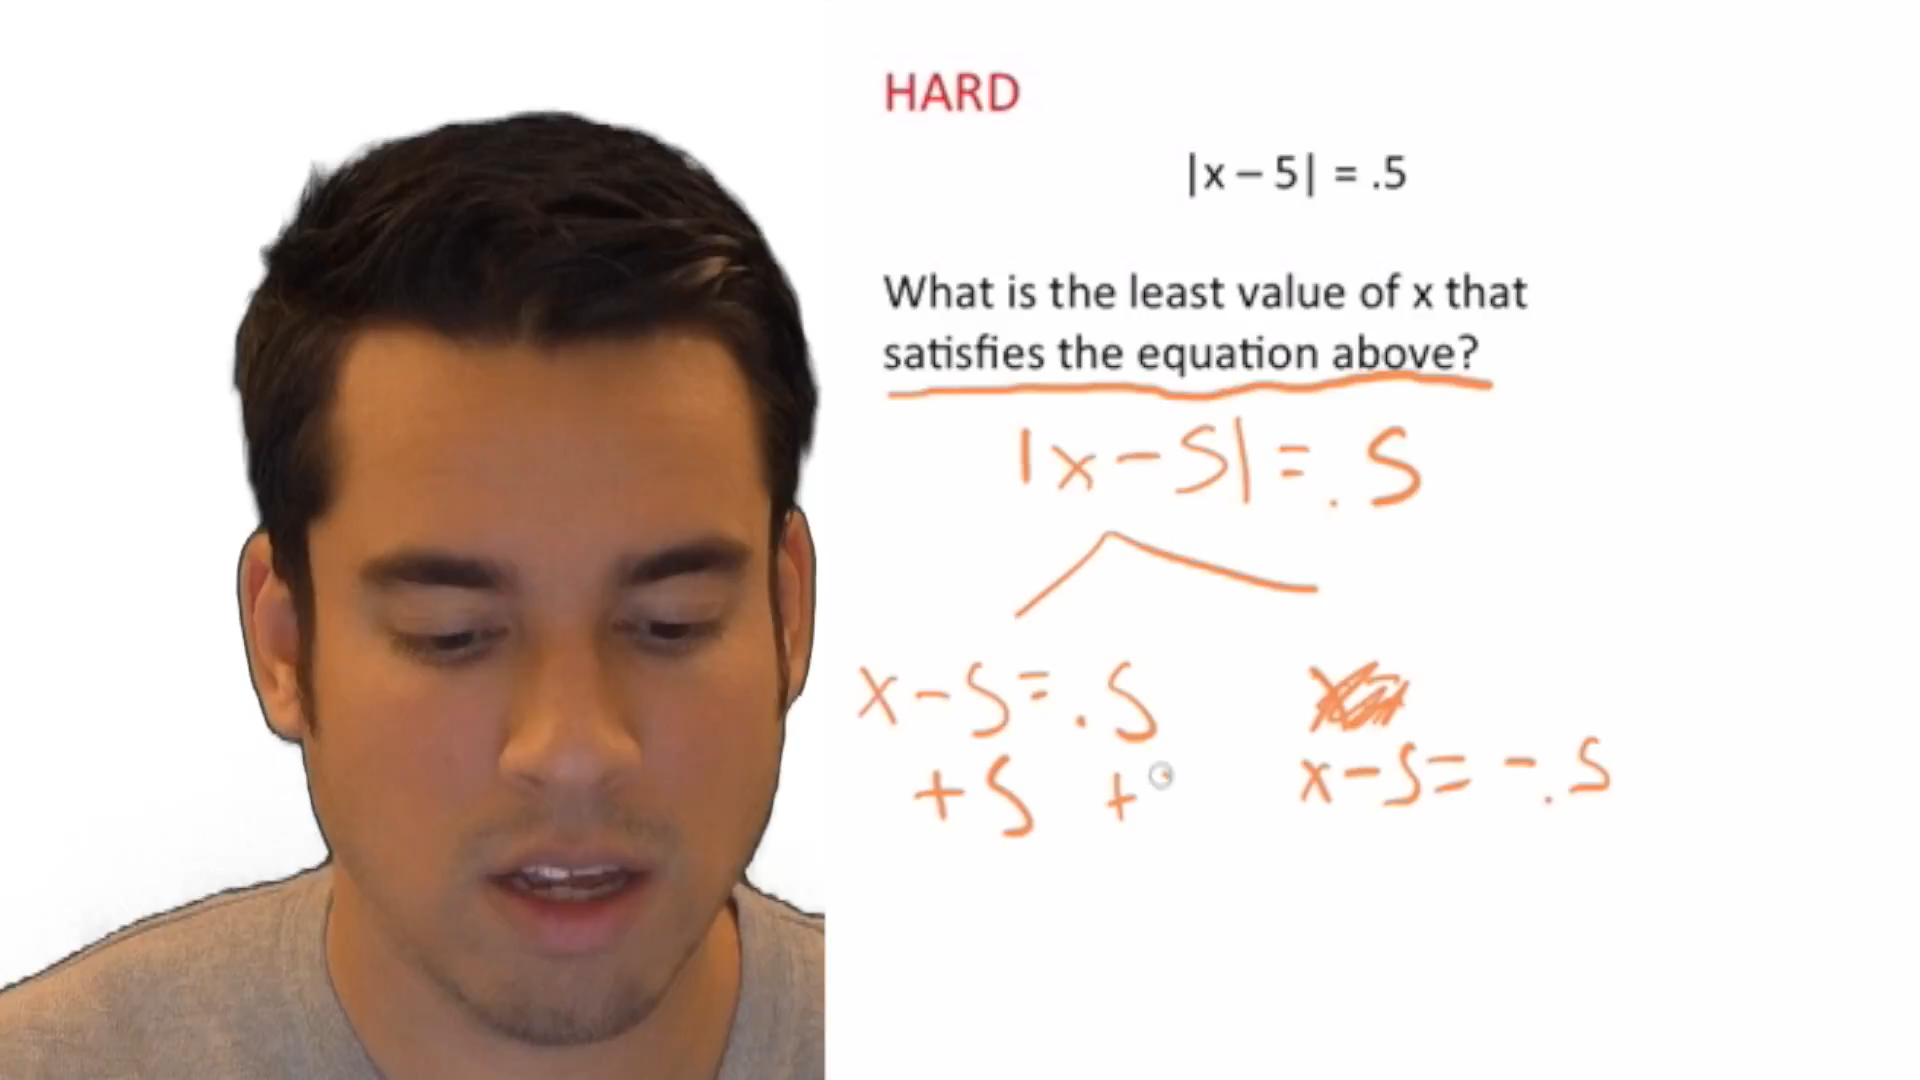 HARD
|x – 5| = .5
What is the least value of x that
satisfies the equation above?
|x - 5| = .5
x - 5 = .5
x - 5 = - .5
+5 +